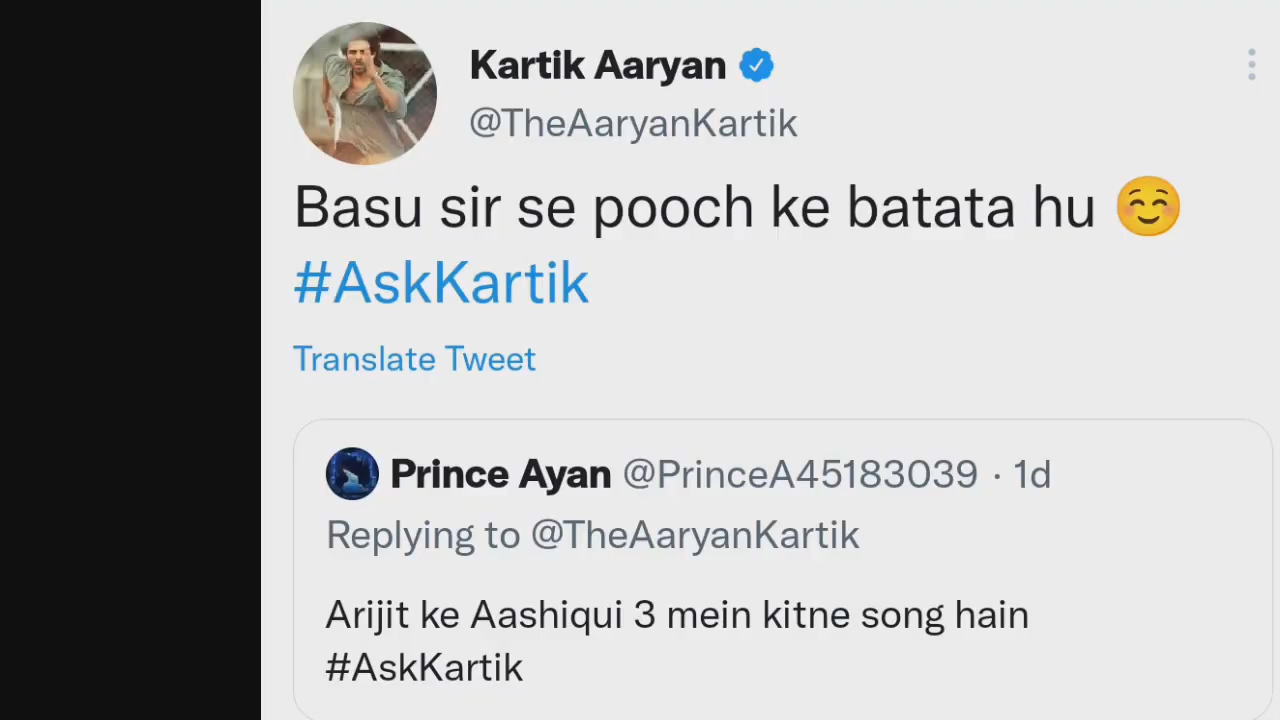 Kartik Aaryan
@TheAaryanKartik
Basu sir se pooch ke batata hu ☺️
#AskKartik
Translate Tweet
Prince Ayan @PrinceA45183039 · 1d
Replying to @TheAaryanKartik
Arijit ke Aashiqui 3 mein kitne song hain
#AskKartik